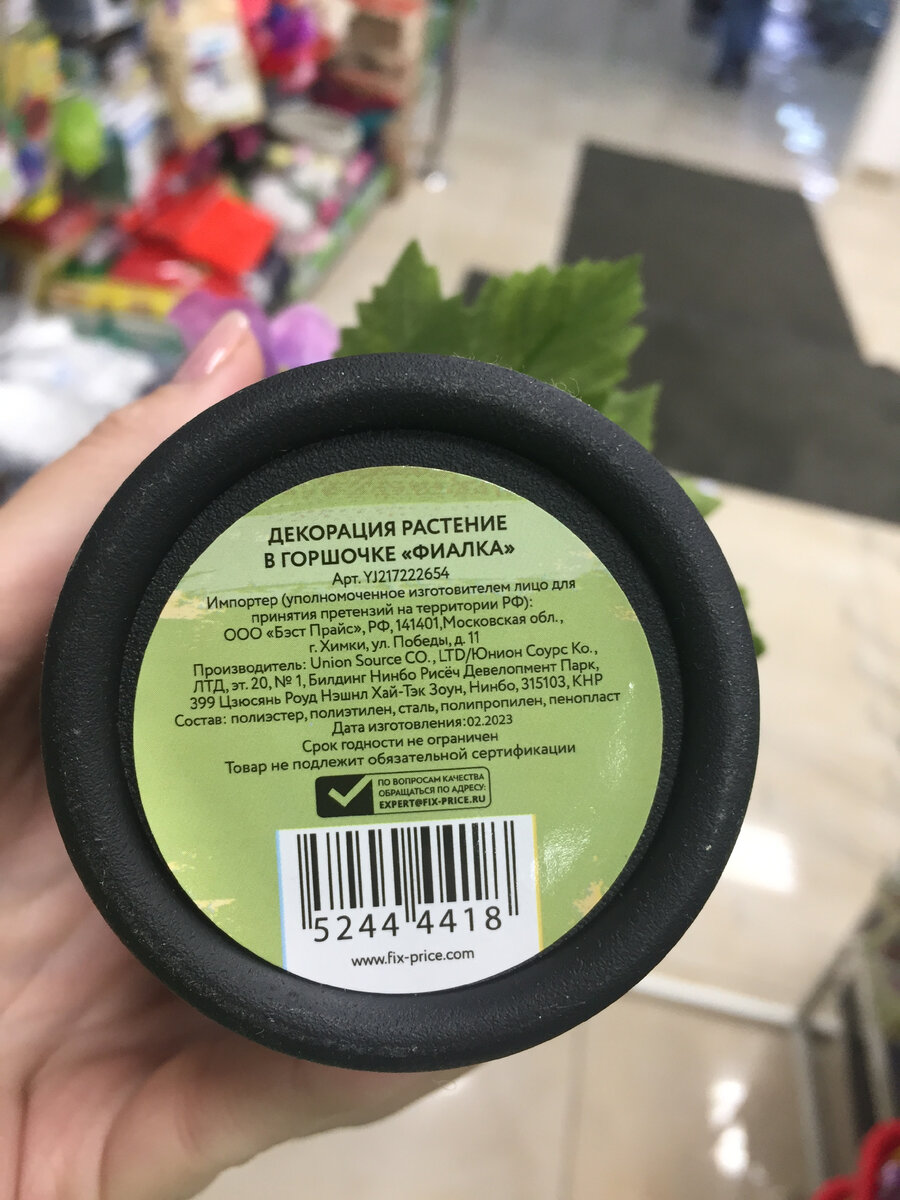 ДЕКОРАЦИЯ РАСТЕНИЕ
В ГОРШОЧКЕ «ФИАЛКА»
Арт. YJ217222654
Импортер (уполномоченное изготовителем лицо для
принятия претензий на территории РФ):
ООО «Бэст Прайс», РФ, 141401,Московская обл.,
г. Химки, ул. Победы, д. 11
Производитель: Union Source CO., LTD/Юнион Соурс Ко.,
ЛТД, эт. 20, № 1, Билдинг Нинбо Рисёч Девелопмент Парк,
399 Цзюсянь Роуд Нэшнл Хай-Тэк Зоун, Нинбо, 315103, КНР
Состав: полиэстер, полиэтилен, сталь, полипропилен, пенопласт
Дата изготовления:02.2023
Срок годности не ограничен
Товар не подлежит обязательной сертификации
ПО ВОПРОСАМ КАЧЕСТВА
ОБРАЩАТЬСЯ ПО АДРЕСУ:
EXPERT@FIX-PRICE.RU
5244 4418
www.fix-price.com